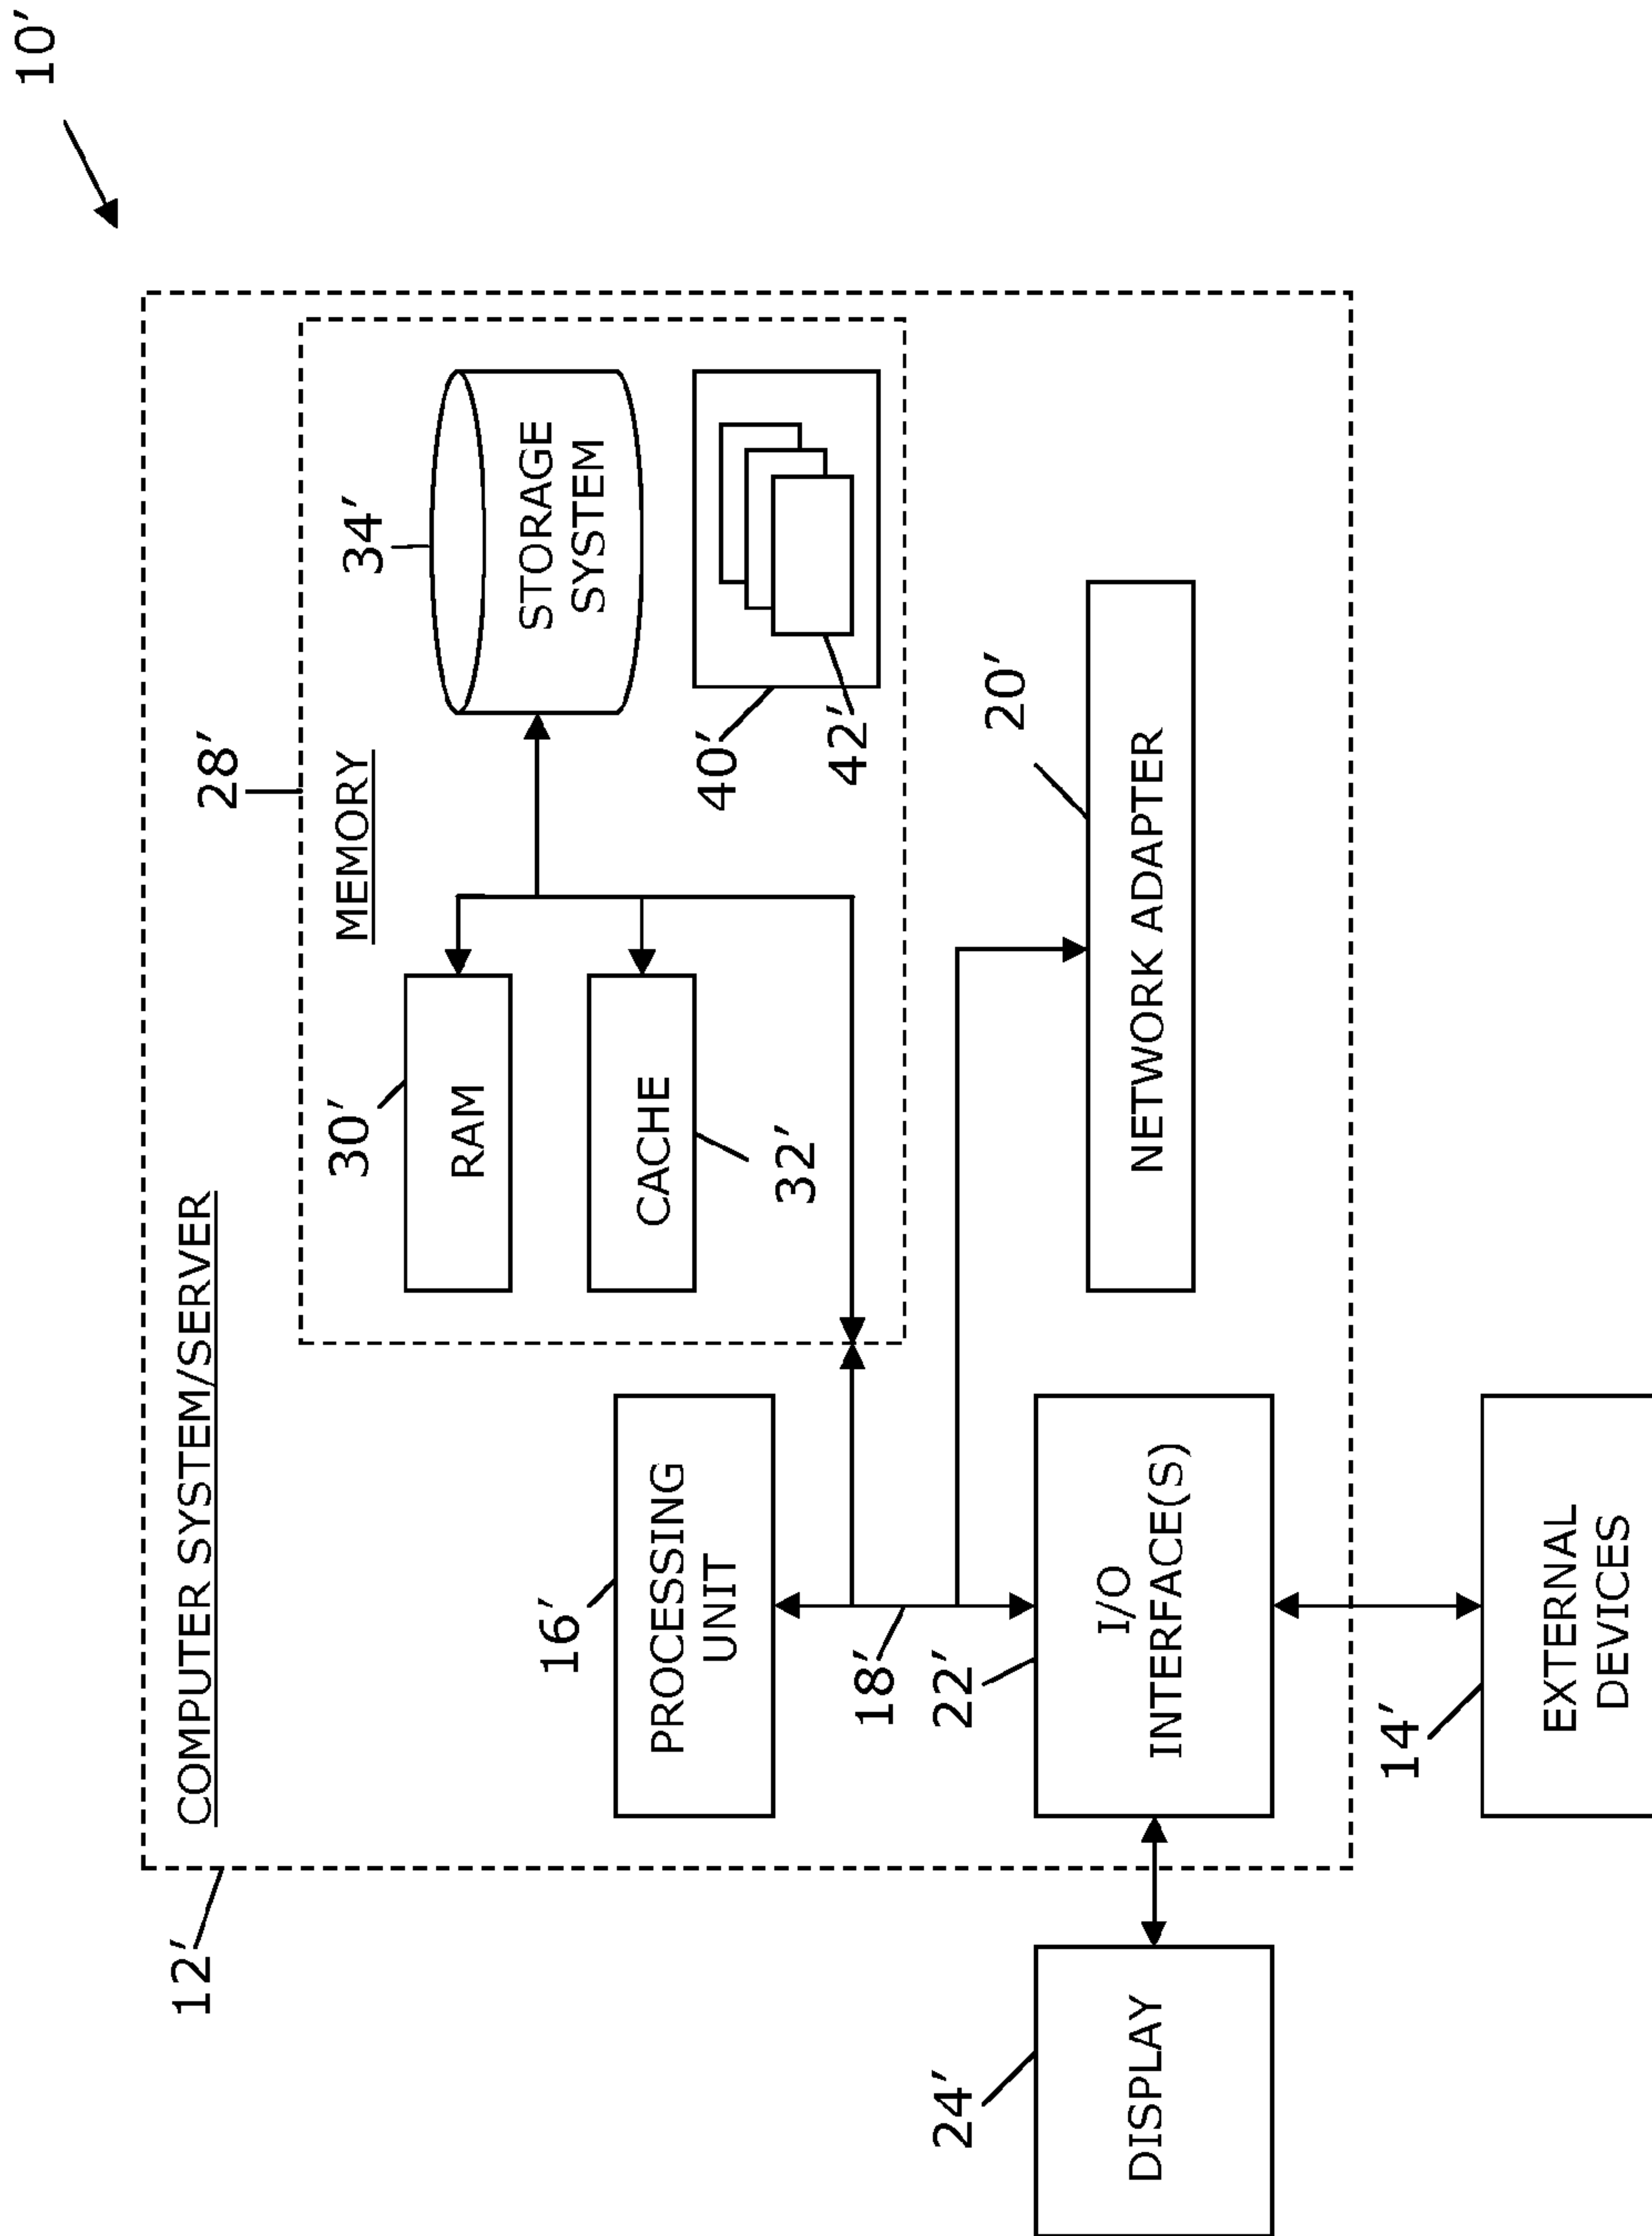 10′
12′
COMPUTER SYSTEM/SERVER
28′
MEMORY
34′
STORAGE
SYSTEM
30′
RAM
CACHE
32′
40′
42′
16′
PROCESSING
UNIT
18′
22′
20′
NETWORK ADAPTER
I/O
INTERFACE(S)
24′
DISPLAY
14′
EXTERNAL
DEVICES